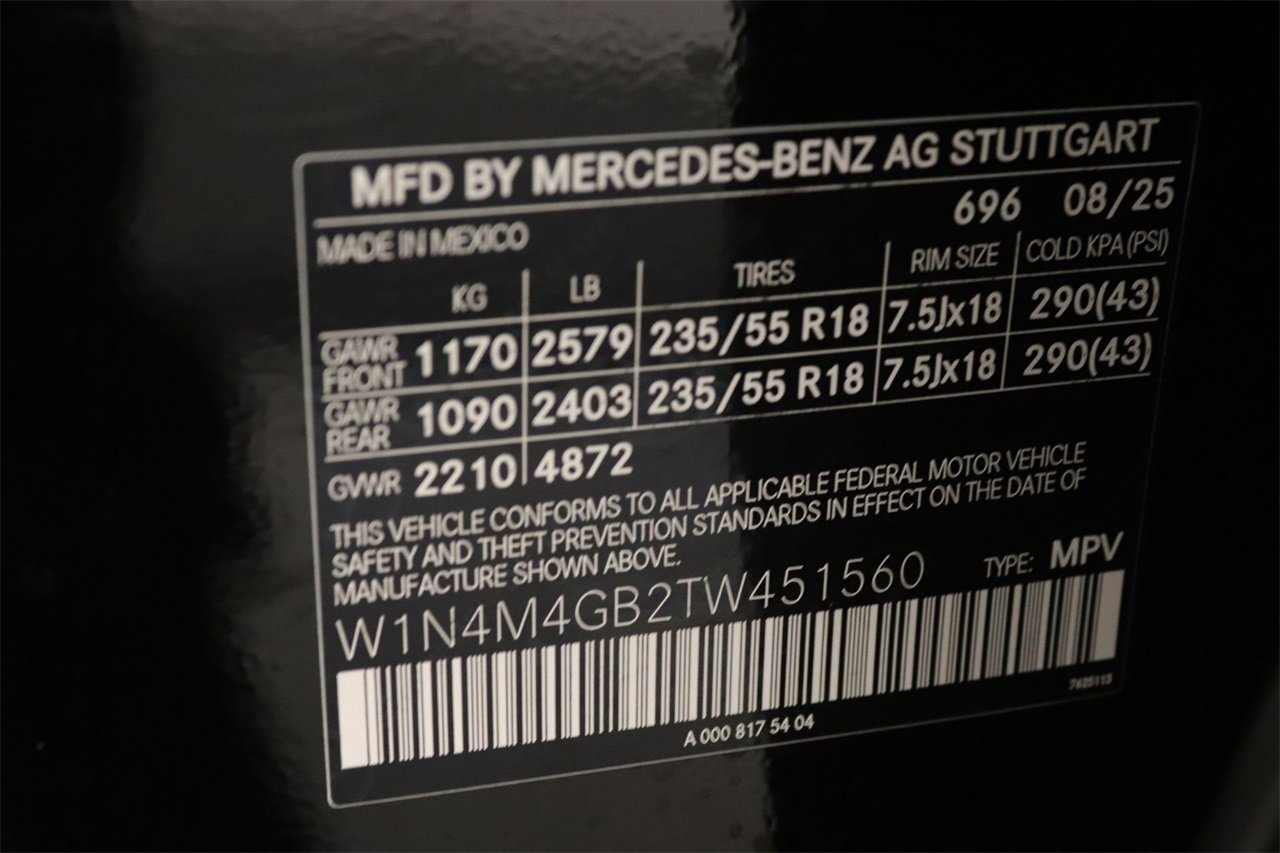 MFD BY MERCEDES-BENZ AG STUTTGART
696 08/25
MADE IN MEXICO
KG LB TIRES RIM SIZE COLD KPA (PSI)
GAWR FRONT 1170 2579 235/55 R18 7.5Jx18 290(43)
GAWR REAR 1090 2403 235/55 R18 7.5Jx18 290(43)
GVWR 2210 4872
THIS VEHICLE CONFORMS TO ALL APPLICABLE FEDERAL MOTOR VEHICLE
SAFETY AND THEFT PREVENTION STANDARDS IN EFFECT ON THE DATE OF
MANUFACTURE SHOWN ABOVE.
W1N4M4GB2TW451560 TYPE: MPV
7625113
A 000 817 54 04